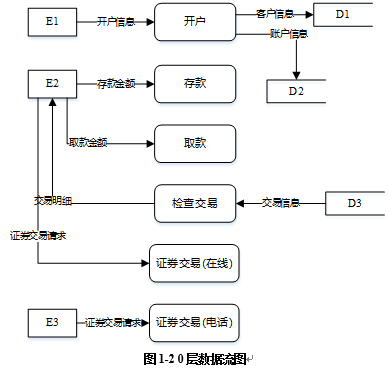 E1
开户信息
开户
客户信息
D1
账户信息
E2
存款金额
存款
D2
取款金额
取款
交易明细
检查交易
交易信息
D3
证券交易请求
证券交易(在线)
E3
证券交易请求
证券交易(电话)
图 1-2 0 层数据流图